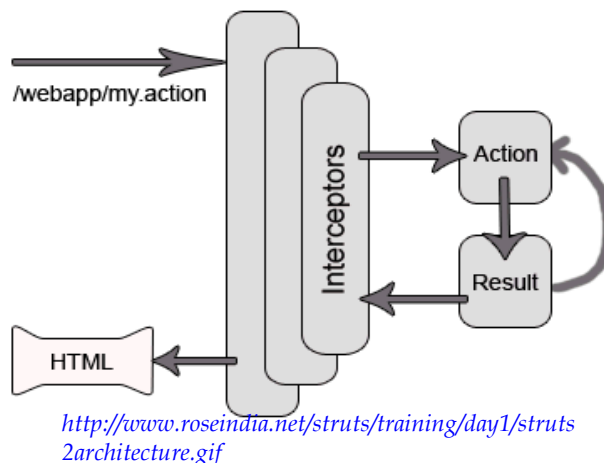 /webapp/my.action
Interceptors
Action
Result
HTML
http://www.roseindia.net/struts/training/day1/struts
2architecture.gif